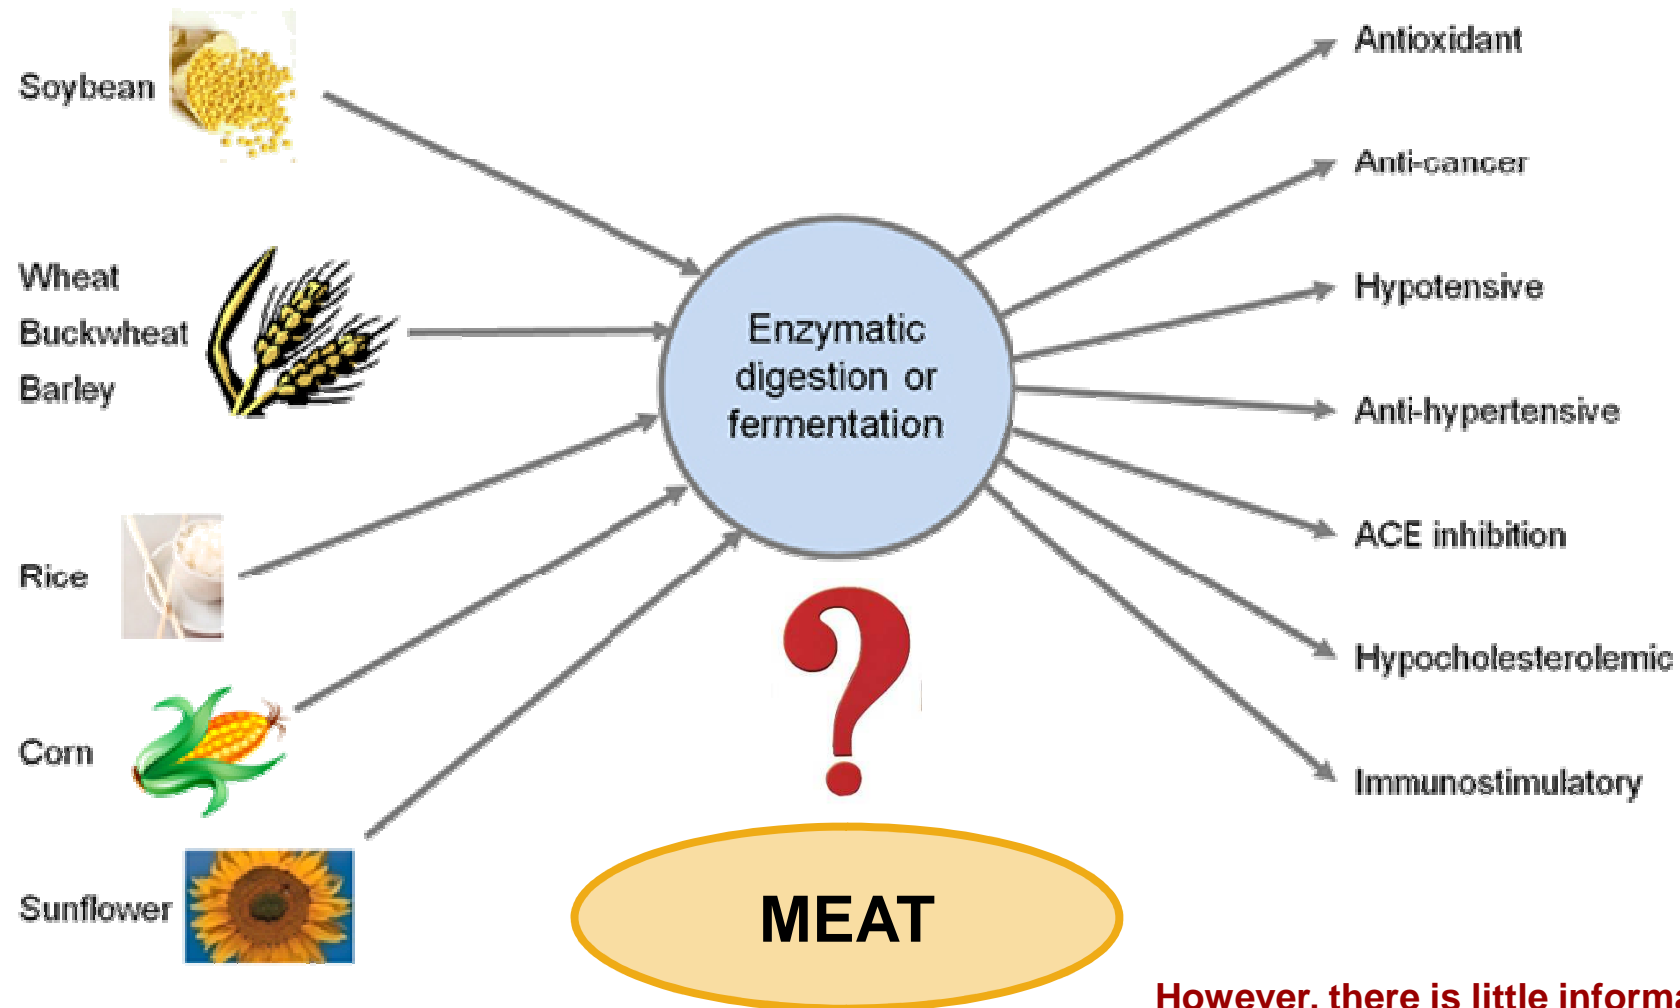 Soybean
Wheat
Buckwheat
Barley
Rice
Corn
Sunflower
Enzymatic
digestion or
fermentation
?
MEAT
Antioxidant
Anti-cancer
Hypotensive
Anti-hypertensive
ACE inhibition
Hypocholesterolemic
Immunostimulatory
However, there is little